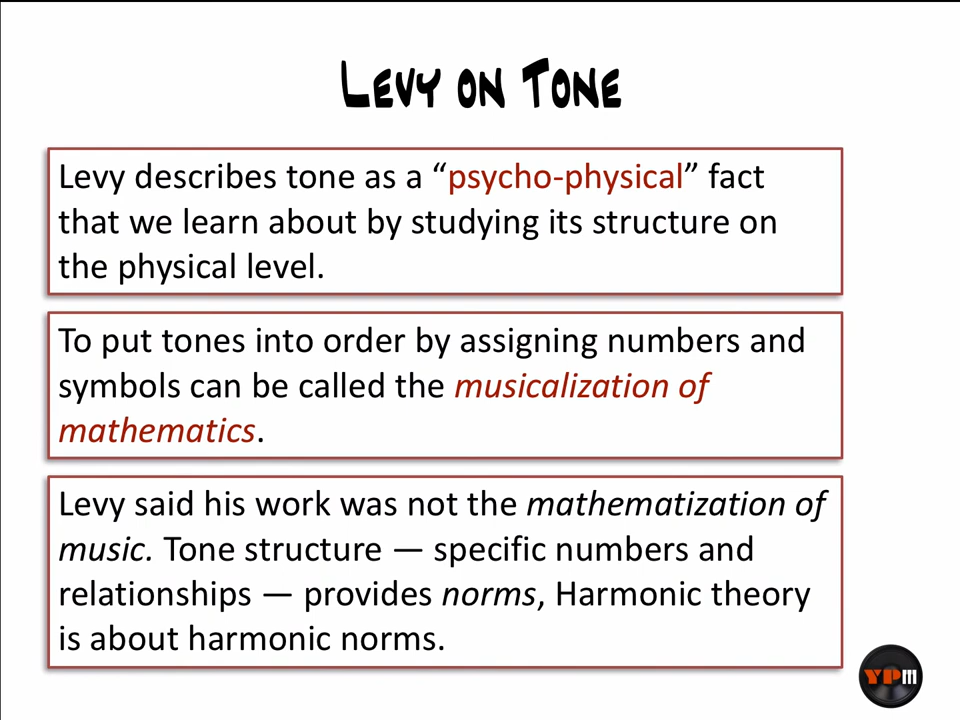 Levy on Tone
Levy describes tone as a “psycho-physical” fact
that we learn about by studying its structure on
the physical level.
To put tones into order by assigning numbers and
symbols can be called the musicalization of
mathematics.
Levy said his work was not the mathematization of
music. Tone structure — specific numbers and
relationships — provides norms, Harmonic theory
is about harmonic norms.
YPM